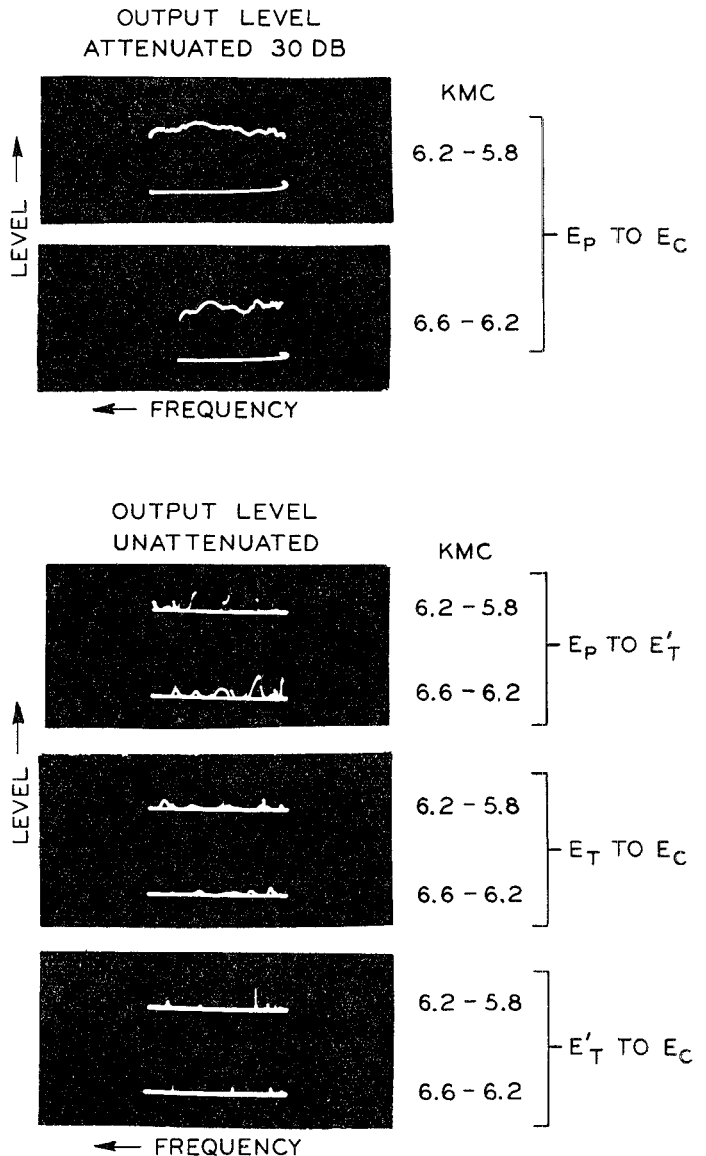 OUTPUT LEVEL
ATTENUATED 30 DB
KMC
6.2 – 5.8
6.6 – 6.2
E_P TO E_C
LEVEL
FREQUENCY
OUTPUT LEVEL
UNATTENUATED
KMC
6.2 – 5.8
6.6 – 6.2
E_P TO E'_T
6.2 – 5.8
6.6 – 6.2
E_T TO E_C
6.2 – 5.8
6.6 – 6.2
E'_T TO E_C
LEVEL
FREQUENCY